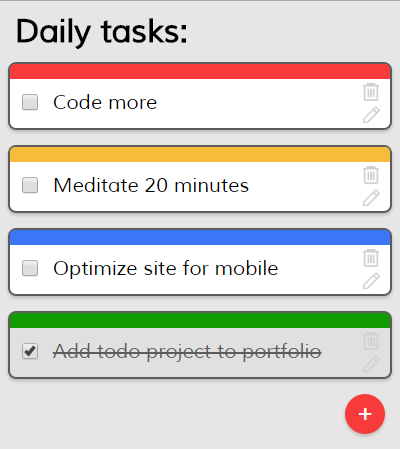 Daily tasks:
Code more
Meditate 20 minutes
Optimize site for mobile
Add todo project to portfolio
+